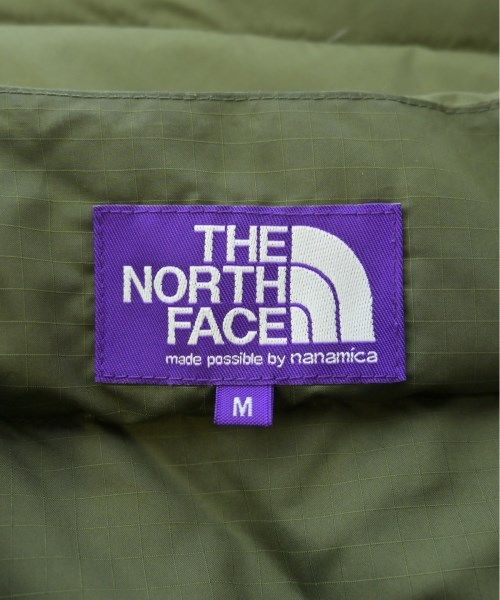 THE
NORTH
FACE
made possible by nanamica
M